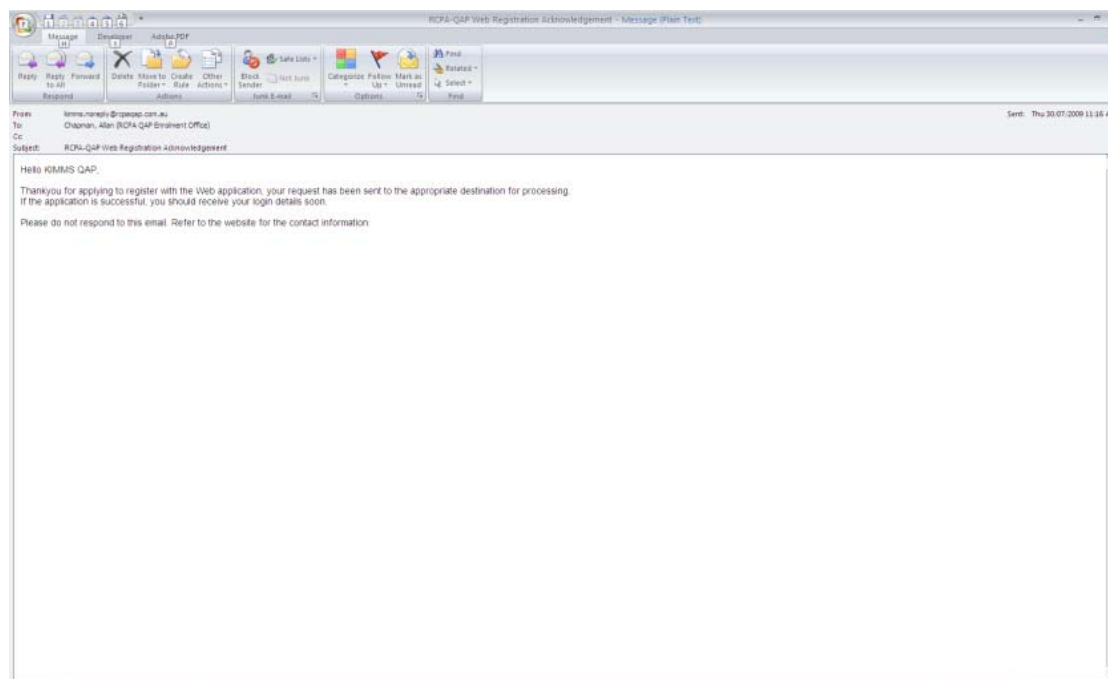 RCPA-QAP Web Registration Acknowledgement - Message (Plain Text)
Message Developer Adobe PDF
Reply Reply to All Forward Delete Move to Folder Create Rule Other Actions Block Sender Safe Lists Not Junk Categorize Follow Up Mark as Unread Find Related Select
Respond Actions Junk E-mail Options Find
From: kimms.noreply@rcpaqap.com.au Sent: Thu 30/07/2009 11:16 A
To: Chapman, Allan (RCPA QAP Enrolment Office)
Cc:
Subject: RCPA-QAP Web Registration Acknowledgement
Hello KIMMS QAP,
Thankyou for applying to register with the Web application, your request has been sent to the appropriate destination for processing.
If the application is successful, you should receive your login details soon.
Please do not respond to this email. Refer to the website for the contact information.